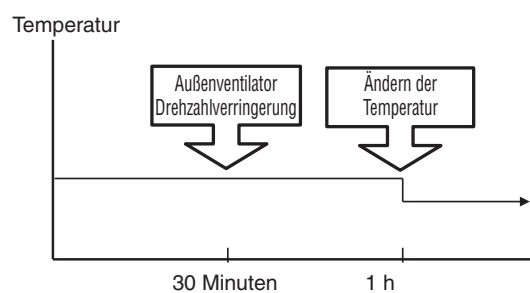 Temperatur
Außenventilator
Drehzahlverringerung
Ändern der
Temperatur
30 Minuten
1 h